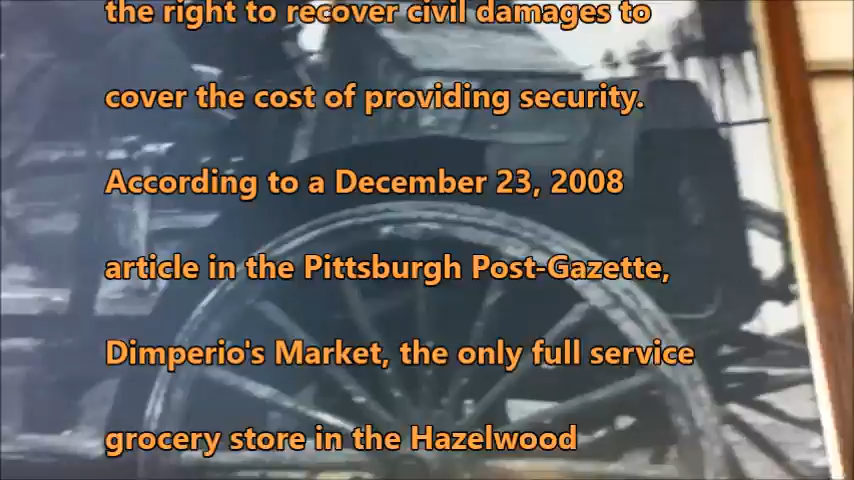 the right to recover civil damages to
cover the cost of providing security.
According to a December 23, 2008
article in the Pittsburgh Post-Gazette,
Dimperio's Market, the only full service
grocery store in the Hazelwood